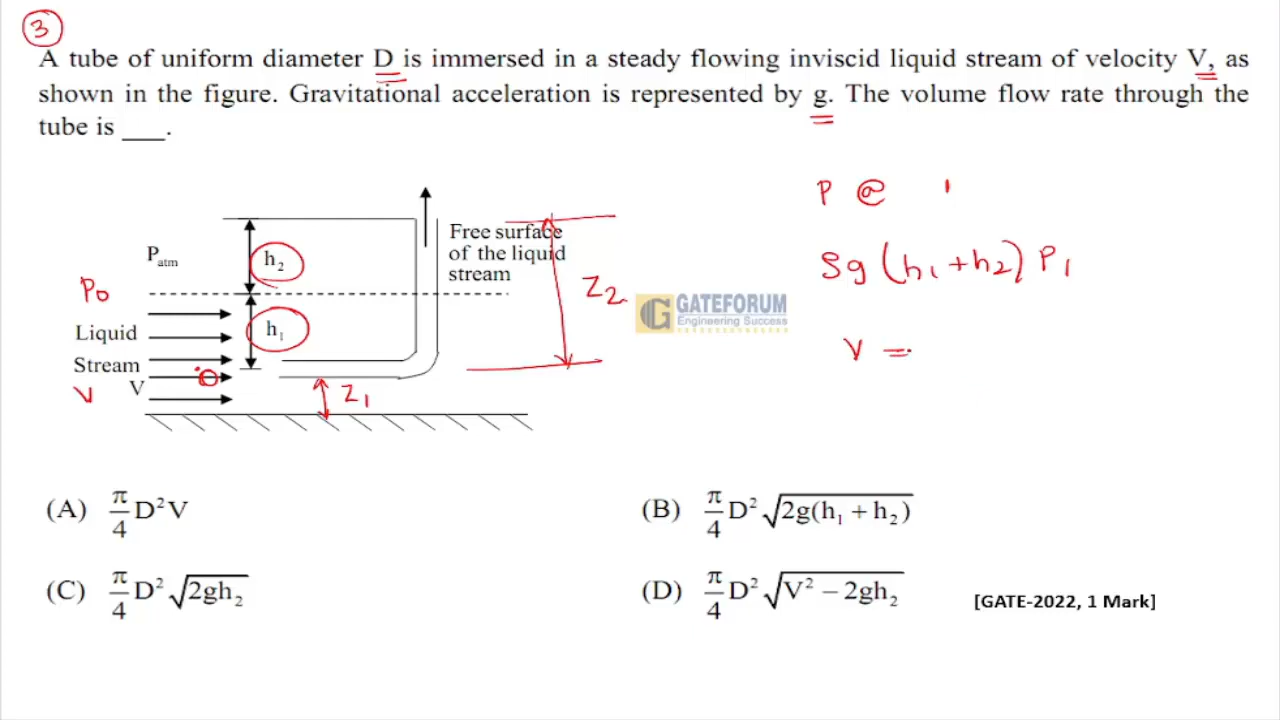 3
A tube of uniform diameter D is immersed in a steady flowing inviscid liquid stream of velocity V, as
shown in the figure. Gravitational acceleration is represented by g. The volume flow rate through the
tube is ___.
P @ 1
Free surface
of the liquid
stream
P_atm
h₂
ρg (h₁+h₂) P₁
P₀
Z₂
GATEFORUM
Engineering Success
Liquid
Stream
V
h₁
V =
V
Z₁
(A) π/4 D²V
(B) π/4 D² √(2g(h₁ + h₂))
(C) π/4 D² √(2gh₂)
(D) π/4 D² √(V² − 2gh₂)
[GATE-2022, 1 Mark]